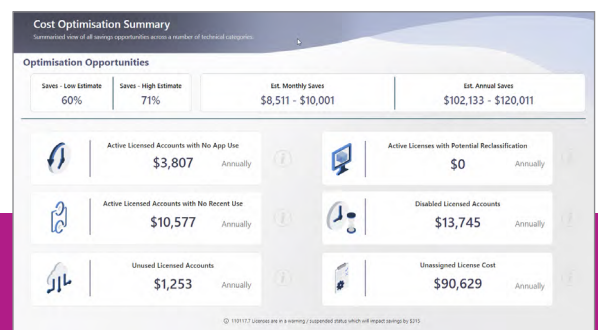 Cost Optimisation Summary
Summarised view of all savings opportunities across a number of technical categories
Optimisation Opportunities
Saves - Low Estimate
60%
Saves - High Estimate
71%
Est. Monthly Saves
$8,511 - $10,001
Est. Annual Saves
$102,133 - $120,011
Active Licensed Accounts with No App Use
$3,807 Annually
Active Licenses with Potential Reclassification
$0 Annually
Active Licensed Accounts with No Recent Use
$10,577 Annually
Disabled Licensed Accounts
$13,745 Annually
Unused Licensed Accounts
$1,253 Annually
Unassigned License Cost
$90,629 Annually
Licenses are in a warning / suspended status which will impact savings by $315